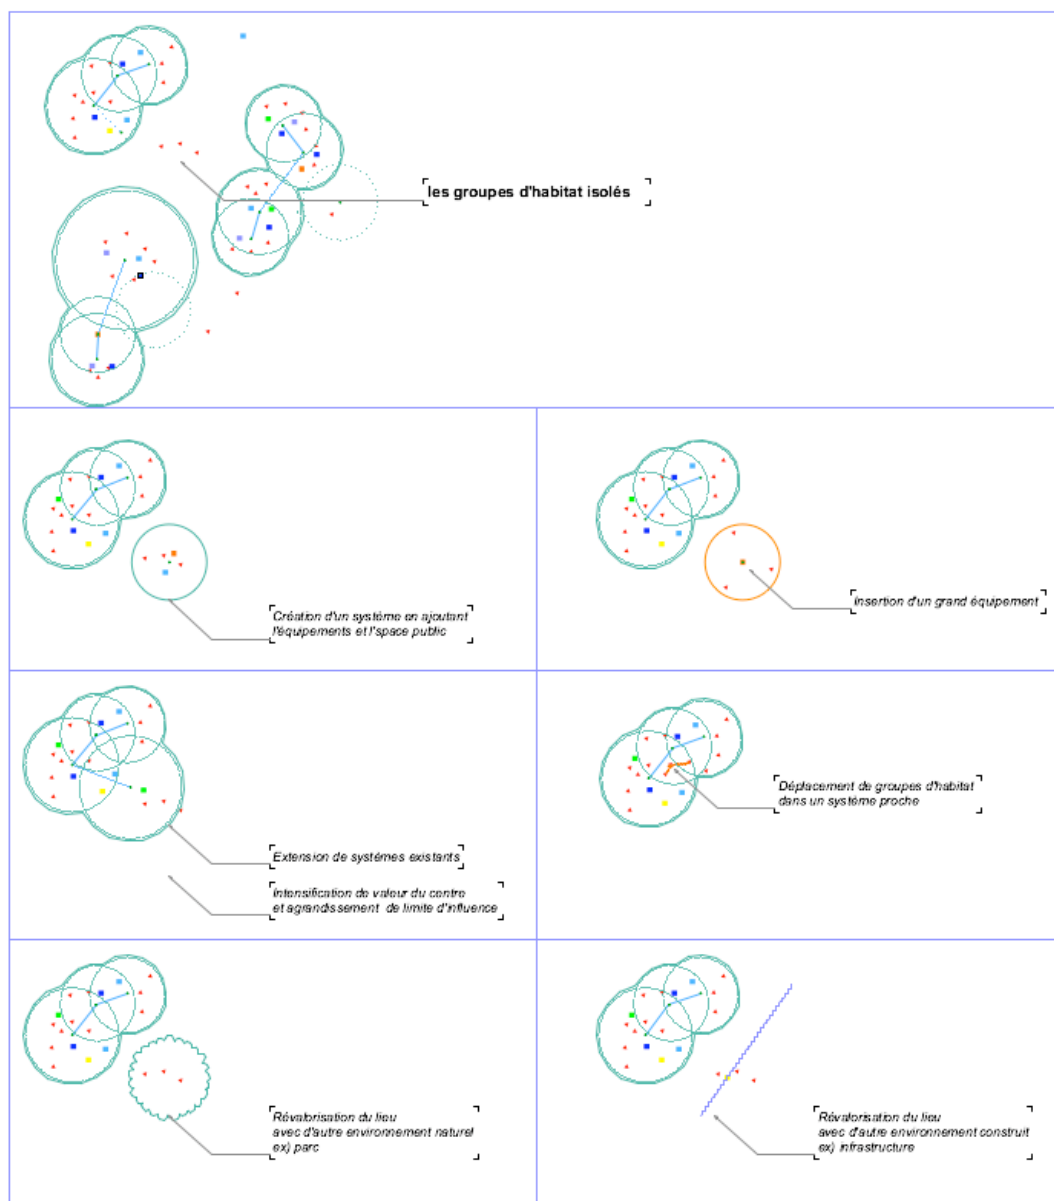 les groupes d'habitat isolés
Création d'un système en ajoutant
l'équipements et l'space public
Insertion d'un grand équipement
Extension de systèmes existants
Intensification de valeur du centre
et agrandissement de limite d'influence
Déplacement de groupes d'habitat
dans un système proche
Révalorisation du lieu
avec d'autre environnement naturel
ex) parc
Révalorisation du lieu
avec d'autre environnement construit
ex) infrastructure